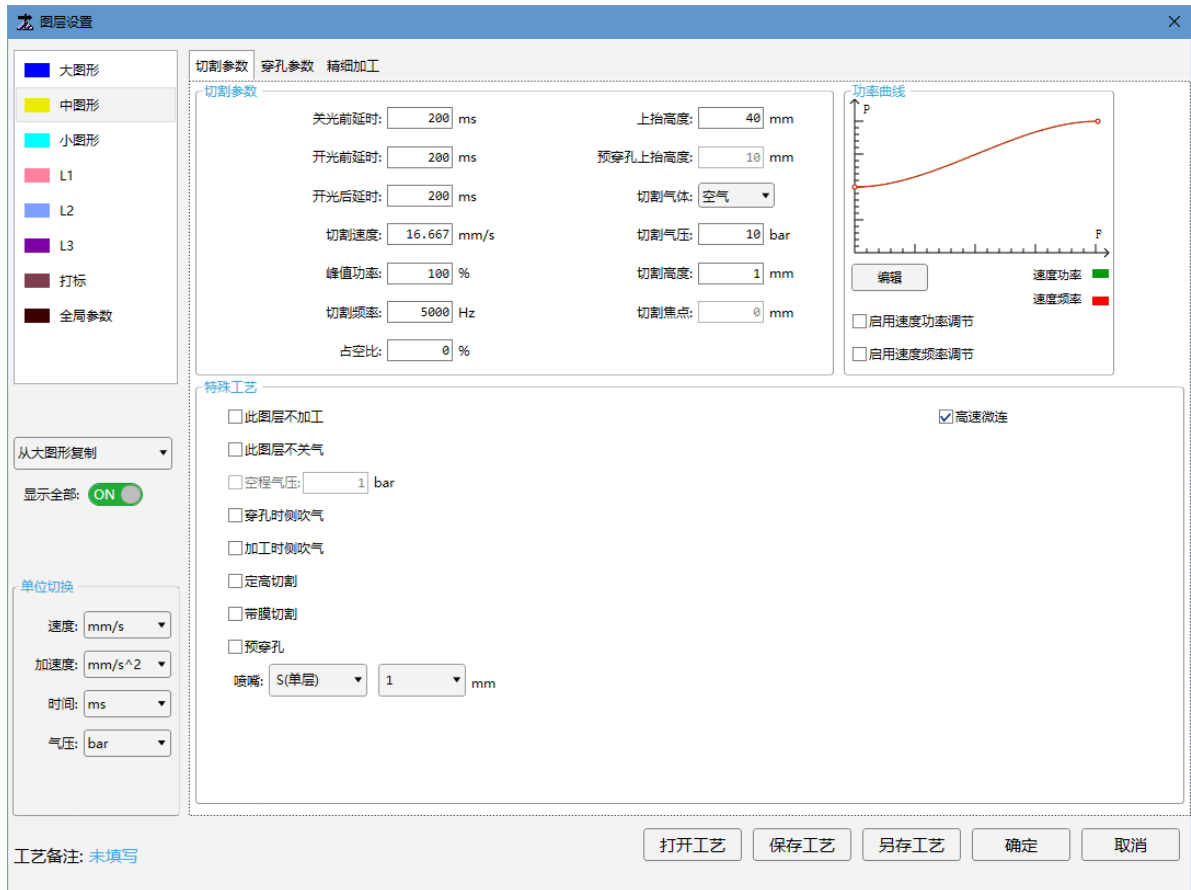 图层设置
大图形
中图形
小图形
L1
L2
L3
打标
全局参数
从大图形复制
显示全部: ON
单位切换
速度: mm/s
加速度: mm/s^2
时间: ms
气压: bar
切割参数 穿孔参数 精细加工
切割参数
关光前延时: 200 ms
开光前延时: 200 ms
开光后延时: 200 ms
切割速度: 16.667 mm/s
峰值功率: 100 %
切割频率: 5000 Hz
占空比: 0 %
上抬高度: 40 mm
预穿孔上抬高度: 10 mm
切割气体: 空气
切割气压: 10 bar
切割高度: 1 mm
切割焦点: 0 mm
功率曲线
P
F
编辑
速度功率
速度频率
启用速度功率调节
启用速度频率调节
特殊工艺
此图层不加工
高速微连
此图层不关气
空程气压: 1 bar
穿孔时侧吹气
加工时侧吹气
定高切割
带膜切割
预穿孔
喷嘴: S(单层) 1 mm
工艺备注: 未填写
打开工艺 保存工艺 另存工艺 确定 取消